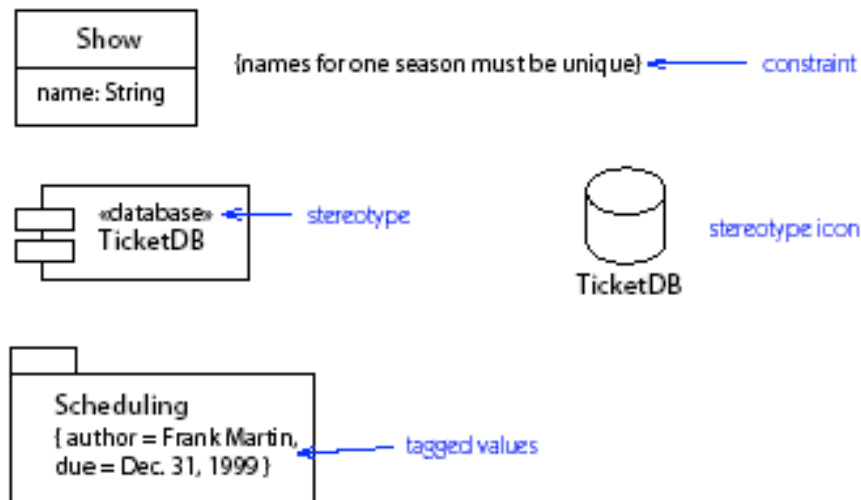 Show
name: String
{names for one season must be unique}
constraint
«database»
TicketDB
stereotype
TicketDB
stereotype icon
Scheduling
{ author = Frank Martin,
due = Dec. 31, 1999 }
tagged values